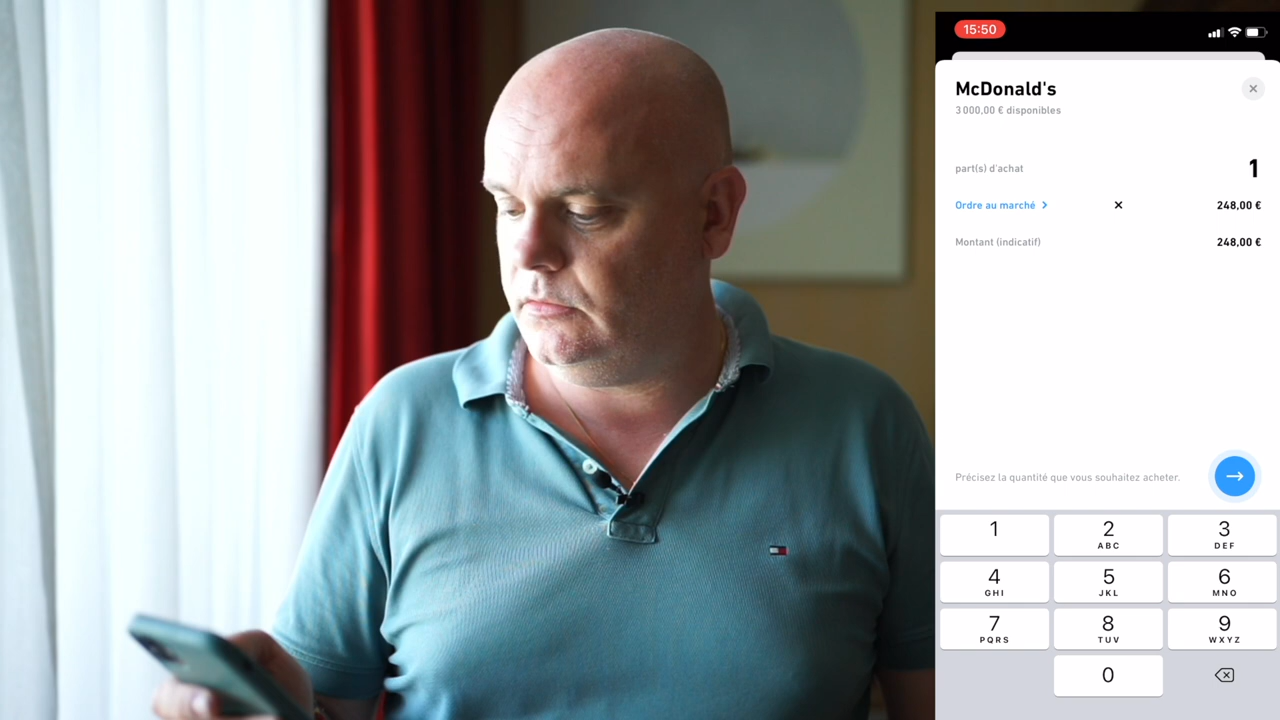 15:50
McDonald's
3 000,00 € disponibles
part(s) d'achat 1
Ordre au marché > × 248,00 €
Montant (indicatif) 248,00 €
Précisez la quantité que vous souhaitez acheter.
1 2 3
ABC DEF
4 5 6
GHI JKL MNO
7 8 9
PQRS TUV WXYZ
0